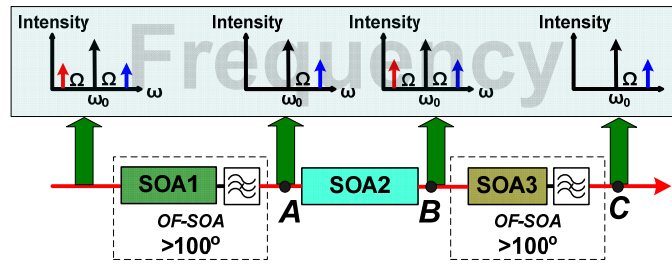 Frequency
Intensity
Ω Ω
ω₀
ω
Intensity
Ω
ω₀
ω
Intensity
Ω Ω
ω₀
ω
Intensity
Ω
ω₀
ω
SOA1
OF-SOA
>100º
A
SOA2
B
SOA3
OF-SOA
>100º
C